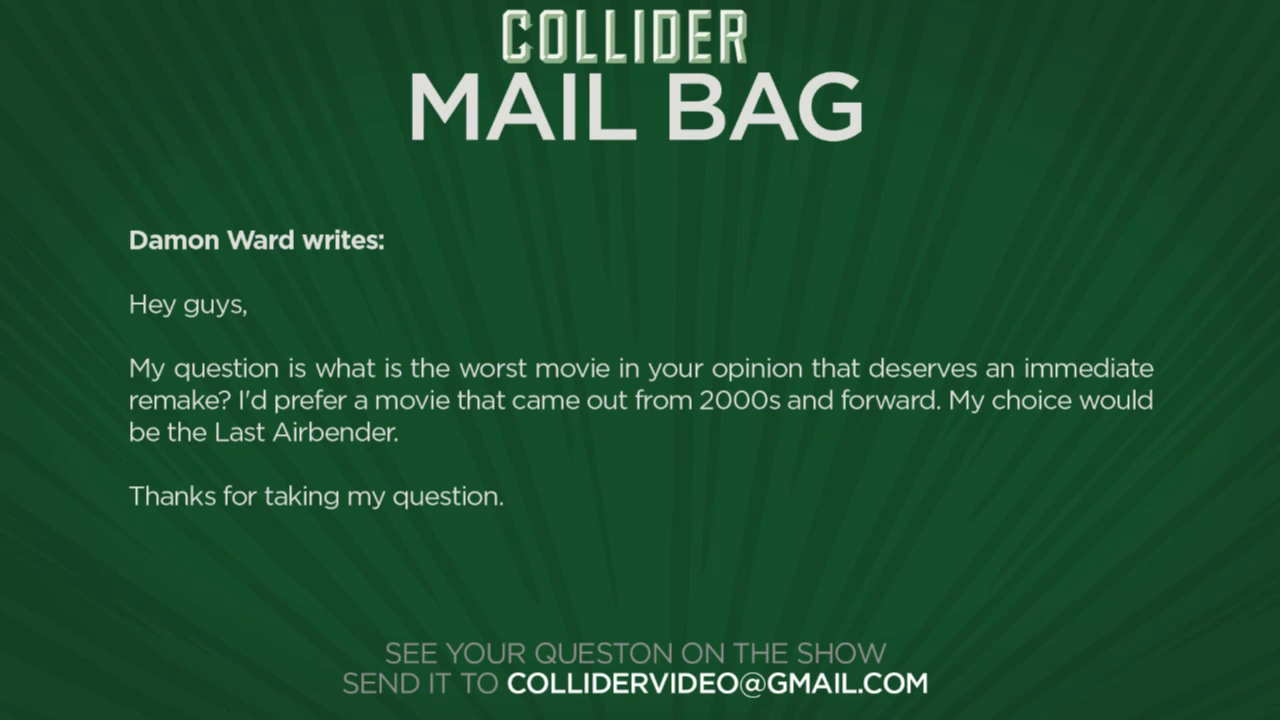 COLLIDER
MAIL BAG
Damon Ward writes:
Hey guys,
My question is what is the worst movie in your opinion that deserves an immediate
remake? I'd prefer a movie that came out from 2000s and forward. My choice would
be the Last Airbender.
Thanks for taking my question.
SEE YOUR QUESTON ON THE SHOW
SEND IT TO COLLIDERVIDEO@GMAIL.COM